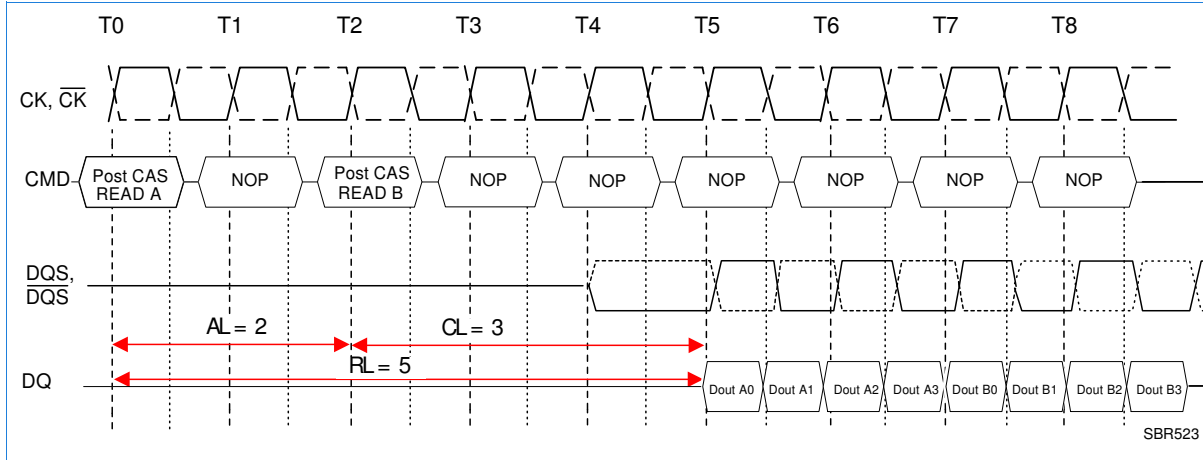 T0 T1 T2 T3 T4 T5 T6 T7 T8
CK, CK
CMD
Post CAS
READ A
NOP
Post CAS
READ B
NOP
NOP
NOP
NOP
NOP
NOP
DQS,
DQS
AL = 2
CL = 3
RL = 5
DQ
Dout A0 Dout A1 Dout A2 Dout A3 Dout B0 Dout B1 Dout B2 Dout B3
SBR523